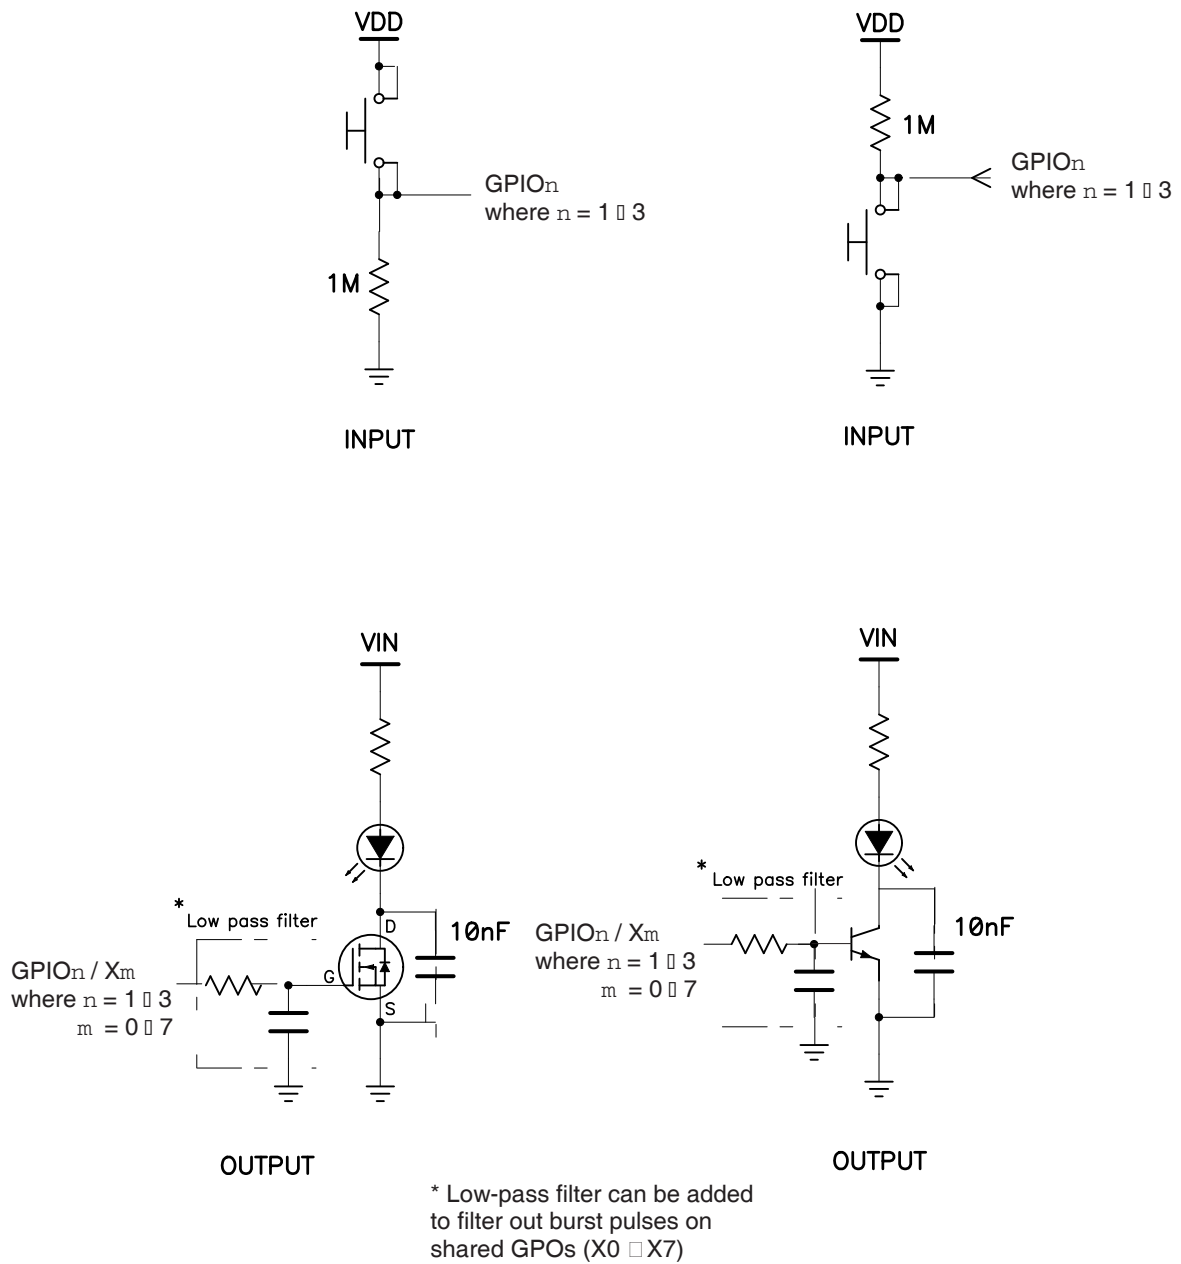 VDD
GPIOn
where n = 1 ▯ 3
1M
INPUT
VDD
1M
GPIOn
where n = 1 ▯ 3
INPUT
VIN
* Low pass filter
D
10nF
G
S
GPIOn / Xm
where n = 1 ▯ 3
m = 0 ▯ 7
OUTPUT
VIN
* Low pass filter
10nF
GPIOn / Xm
where n = 1 ▯ 3
m = 0 ▯ 7
OUTPUT
* Low-pass filter can be added
to filter out burst pulses on
shared GPOs (X0 □ X7)